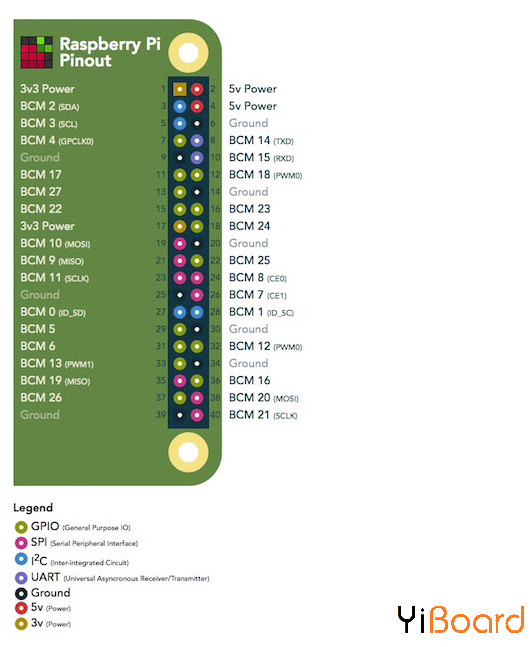 Raspberry Pi
Pinout
3v3 Power 1 2 5v Power
BCM 2 (SDA) 3 4 5v Power
BCM 3 (SCL) 5 6 Ground
BCM 4 (GPCLK0) 7 8 BCM 14 (TXD)
Ground 9 10 BCM 15 (RXD)
BCM 17 11 12 BCM 18 (PWM0)
BCM 27 13 14 Ground
BCM 22 15 16 BCM 23
3v3 Power 17 18 BCM 24
BCM 10 (MOSI) 19 20 Ground
BCM 9 (MISO) 21 22 BCM 25
BCM 11 (SCLK) 23 24 BCM 8 (CE0)
Ground 25 26 BCM 7 (CE1)
BCM 0 (ID_SD) 27 28 BCM 1 (ID_SC)
BCM 5 29 30 Ground
BCM 6 31 32 BCM 12 (PWM0)
BCM 13 (PWM1) 33 34 Ground
BCM 19 (MISO) 35 36 BCM 16
BCM 26 37 38 BCM 20 (MOSI)
Ground 39 40 BCM 21 (SCLK)
Legend
GPIO (General Purpose IO)
SPI (Serial Peripheral Interface)
I²C (Inter-integrated Circuit)
UART (Universal Asyncronous Receiver/Transmitter)
Ground
5v (Power)
3v (Power)
YiBoard